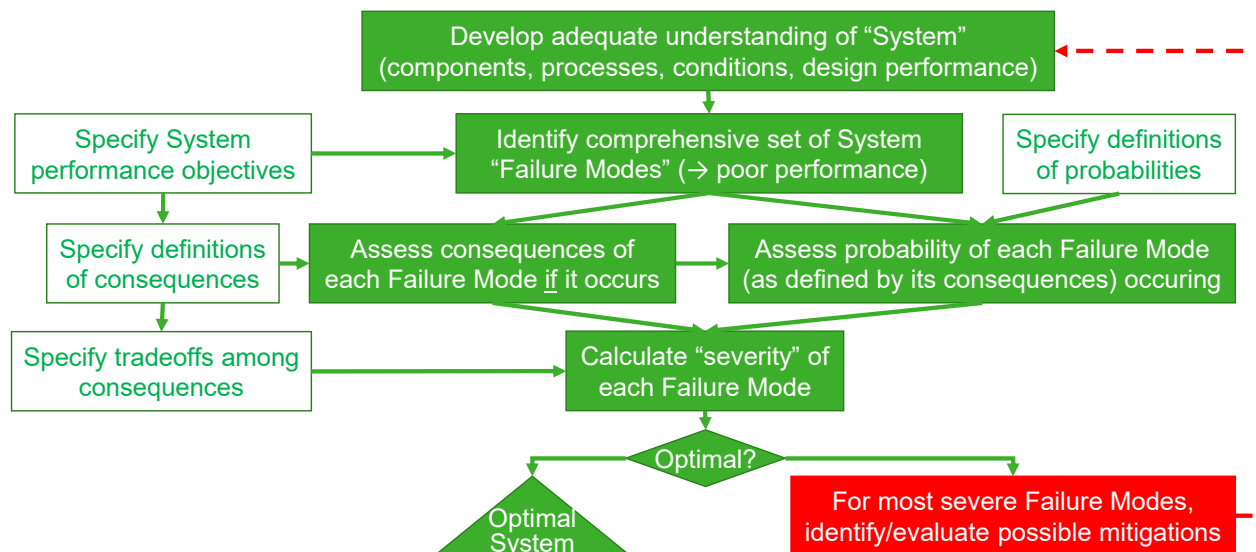 Develop adequate understanding of “System”
(components, processes, conditions, design performance)
Specify System
performance objectives
Identify comprehensive set of System
“Failure Modes” (→ poor performance)
Specify definitions
of probabilities
Specify definitions
of consequences
Assess consequences of
each Failure Mode if it occurs
Assess probability of each Failure Mode
(as defined by its consequences) occuring
Specify tradeoffs among
consequences
Calculate “severity” of
each Failure Mode
Optimal?
Optimal
System
For most severe Failure Modes,
identify/evaluate possible mitigations